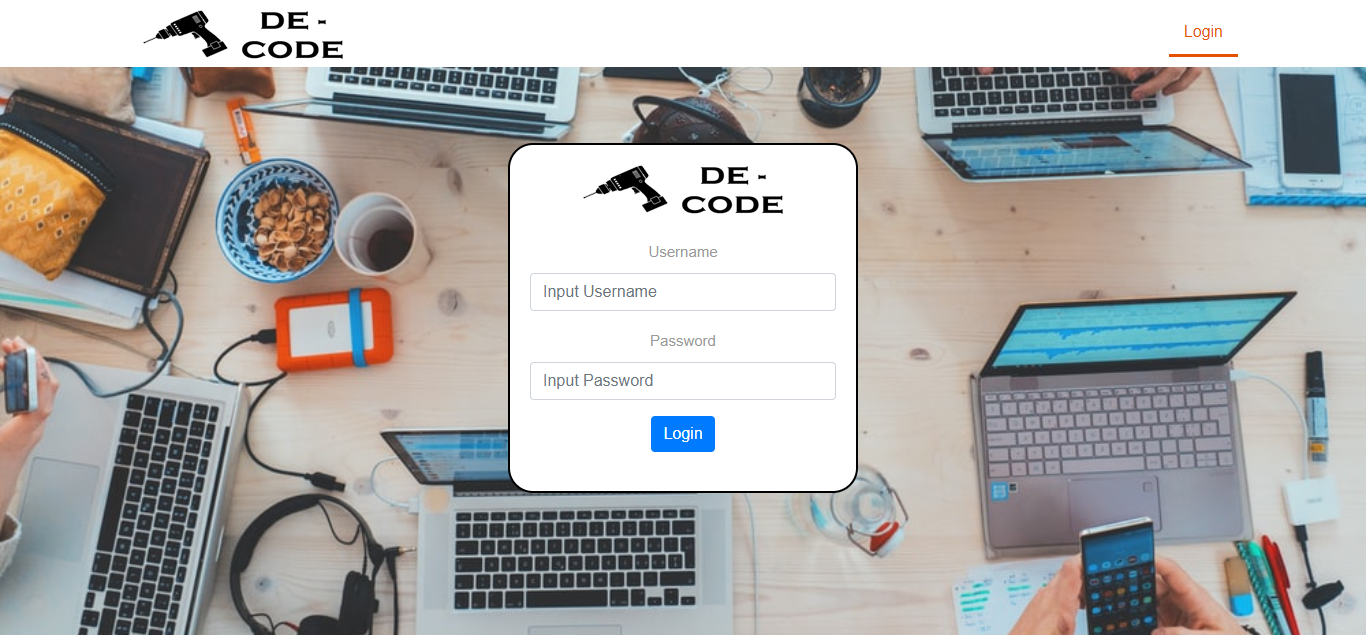 DE -
CODE
Login
DE -
CODE
Username
Input Username
Password
Input Password
Login